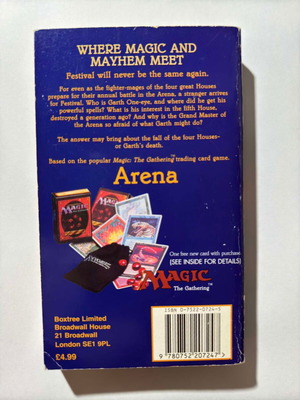 WHERE MAGIC AND
MAYHEM MEET
Festival will never be the same again.
For even as the fighter-mages of the four great Houses
prepare for their annual battle in the Arena, a stranger arrives
for Festival. Who is Garth One-eye, and where did he get his
powerful spells? What is his interest in the fifth House,
destroyed a generation ago? And why is the Grand Master of
the Arena so afraid of what Garth might do?
The answer may bring about the fall of the four Houses-
or Garth's death.
Based on the popular Magic: The Gathering trading card game.
Arena
MAGIC
One free new card with purchase
(SEE INSIDE FOR DETAILS)
MAGIC
The Gathering™
ISBN 0-7522-0724-5
9 780752 207247 >
Boxtree Limited
Broadwall House
21 Broadwall
London SE1 9PL
£4.99